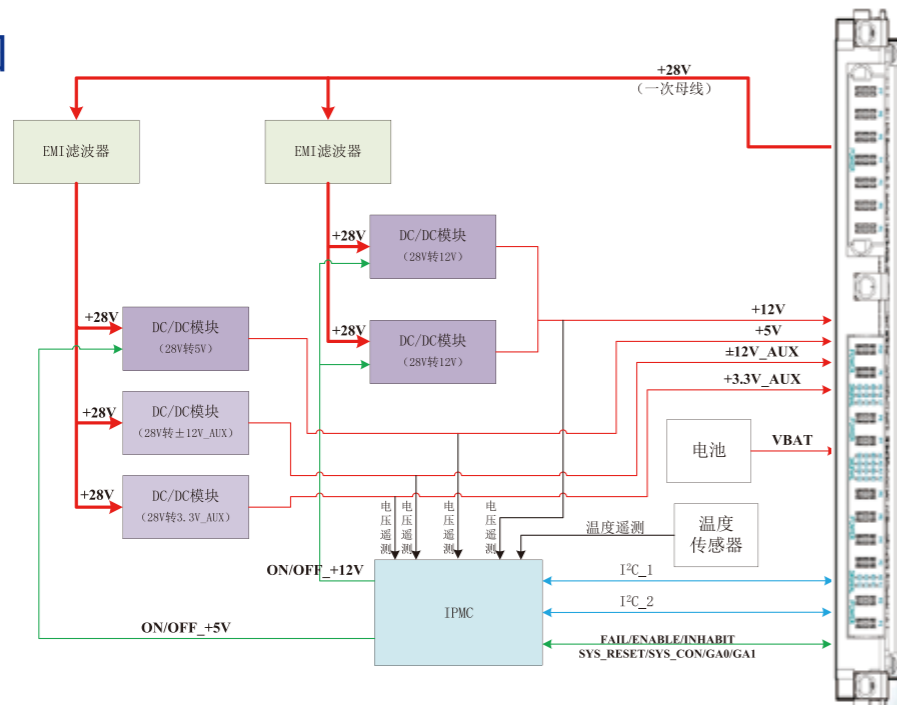 +28V
（一次母线）
EMI滤波器
EMI滤波器
+28V
DC/DC模块
（28V转12V）
+28V
DC/DC模块
（28V转12V）
+28V
DC/DC模块
（28V转5V）
+28V
DC/DC模块
（28V转±12V_AUX）
+28V
DC/DC模块
（28V转3.3V_AUX）
+12V
+5V
±12V_AUX
+3.3V_AUX
电池
VBAT
电压遥测
电压遥测
电压遥测
电压遥测
温度遥测
温度
传感器
ON/OFF_+12V
ON/OFF_+5V
IPMC
I²C_1
I²C_2
FAIL/ENABLE/INHABIT
SYS_RESET/SYS_CON/GA0/GA1